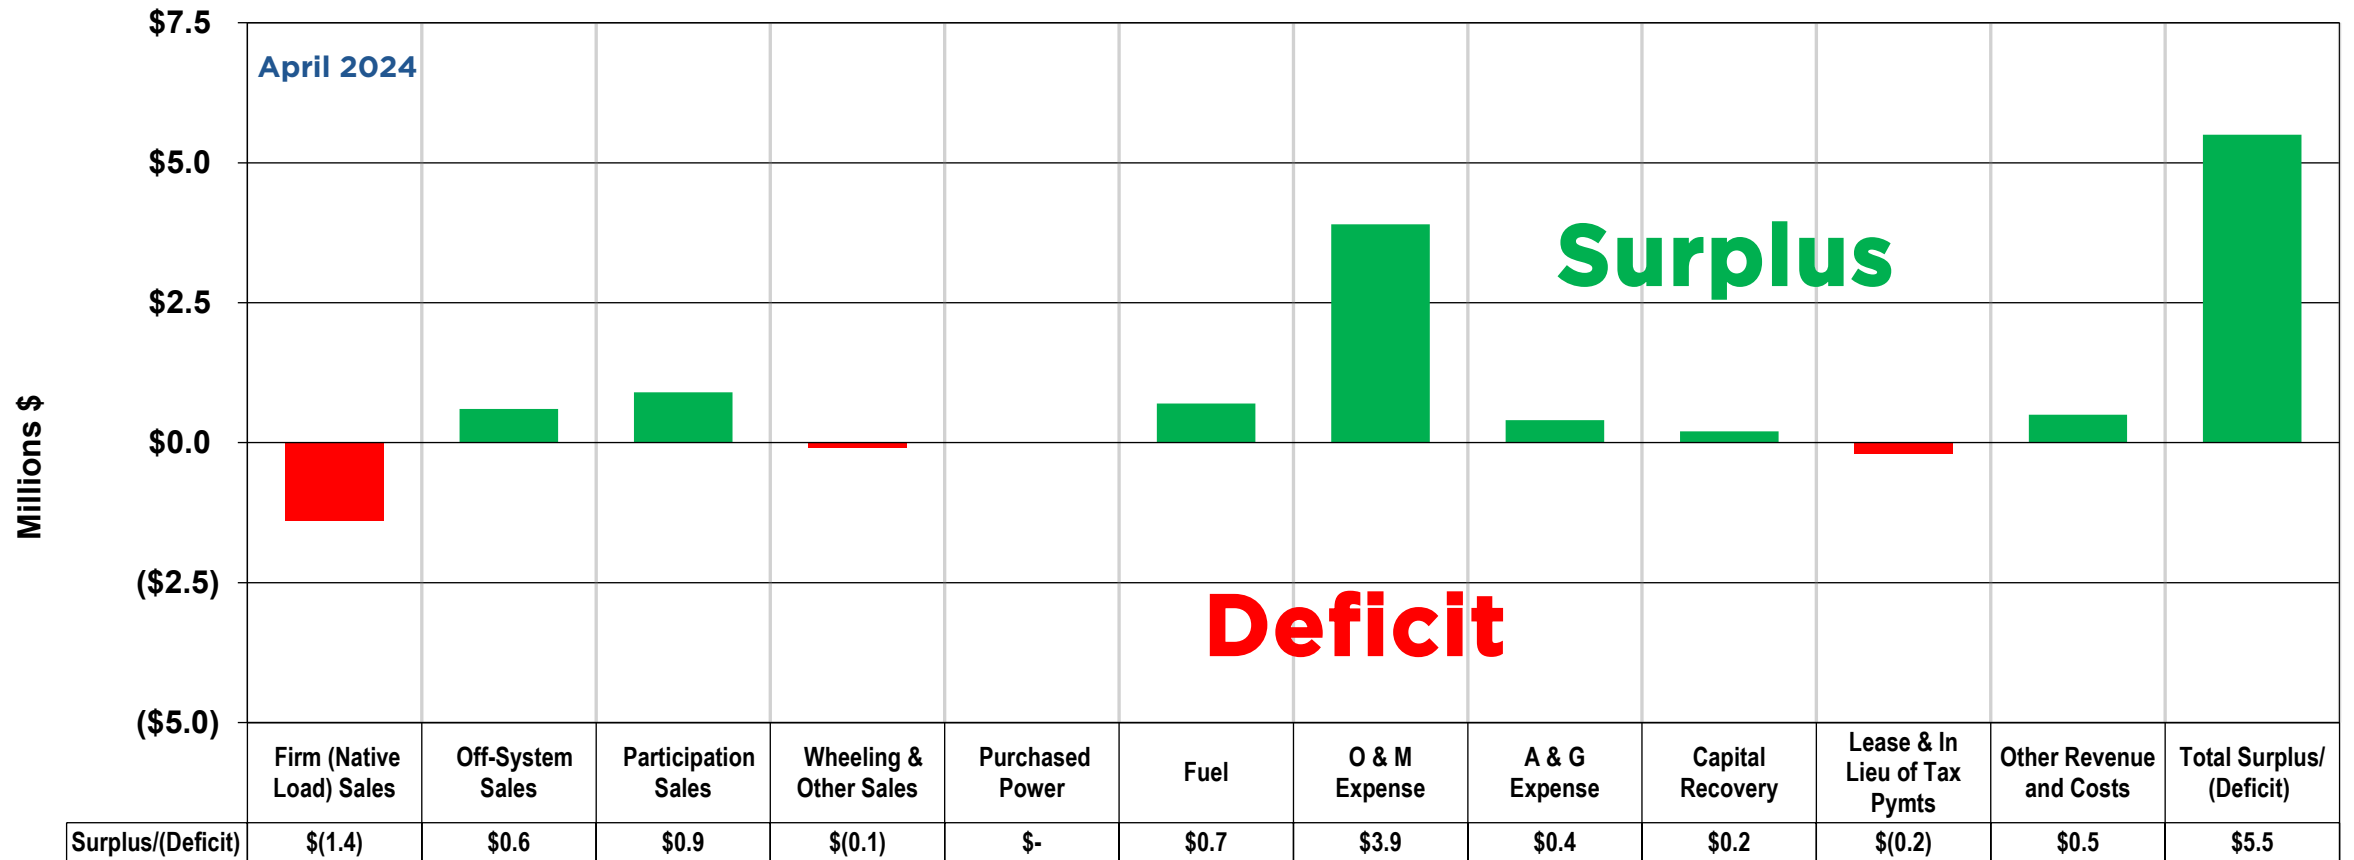 $7.5
April 2024
$5.0
Surplus
$2.5
Millions $
$0.0
($2.5)
Deficit
($5.0)
Firm (Native
Load) Sales
Off-System
Sales
Participation
Sales
Wheeling &
Other Sales
Purchased
Power
Fuel
O & M
Expense
A & G
Expense
Capital
Recovery
Lease & In
Lieu of Tax
Pymts
Other Revenue
and Costs
Total Surplus/
(Deficit)
Surplus/(Deficit) $(1.4) $0.6 $0.9 $(0.1) $- $0.7 $3.9 $0.4 $0.2 $(0.2) $0.5 $5.5